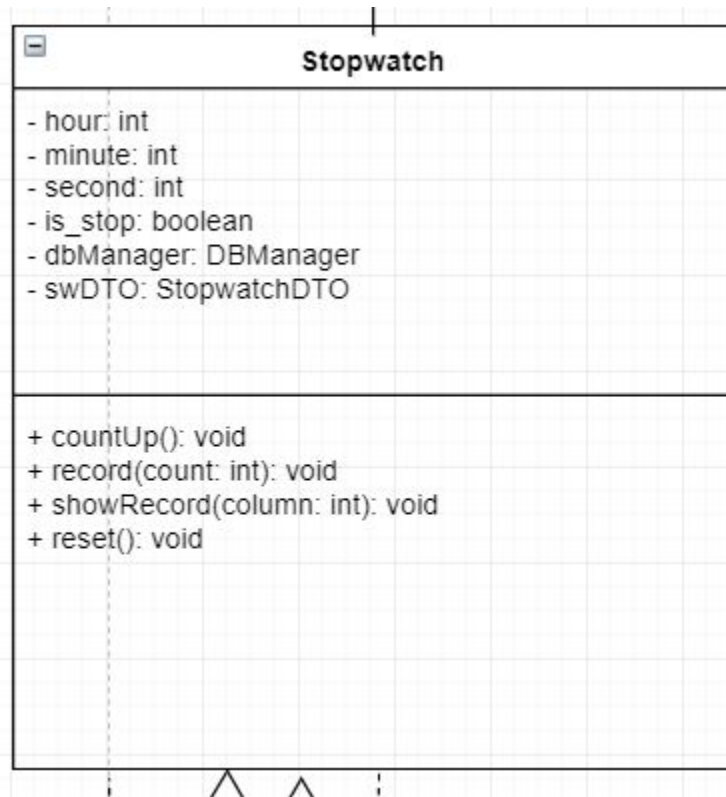 Stopwatch
- hour: int
- minute: int
- second: int
- is_stop: boolean
- dbManager: DBManager
- swDTO: StopwatchDTO
+ countUp(): void
+ record(count: int): void
+ showRecord(column: int): void
+ reset(): void